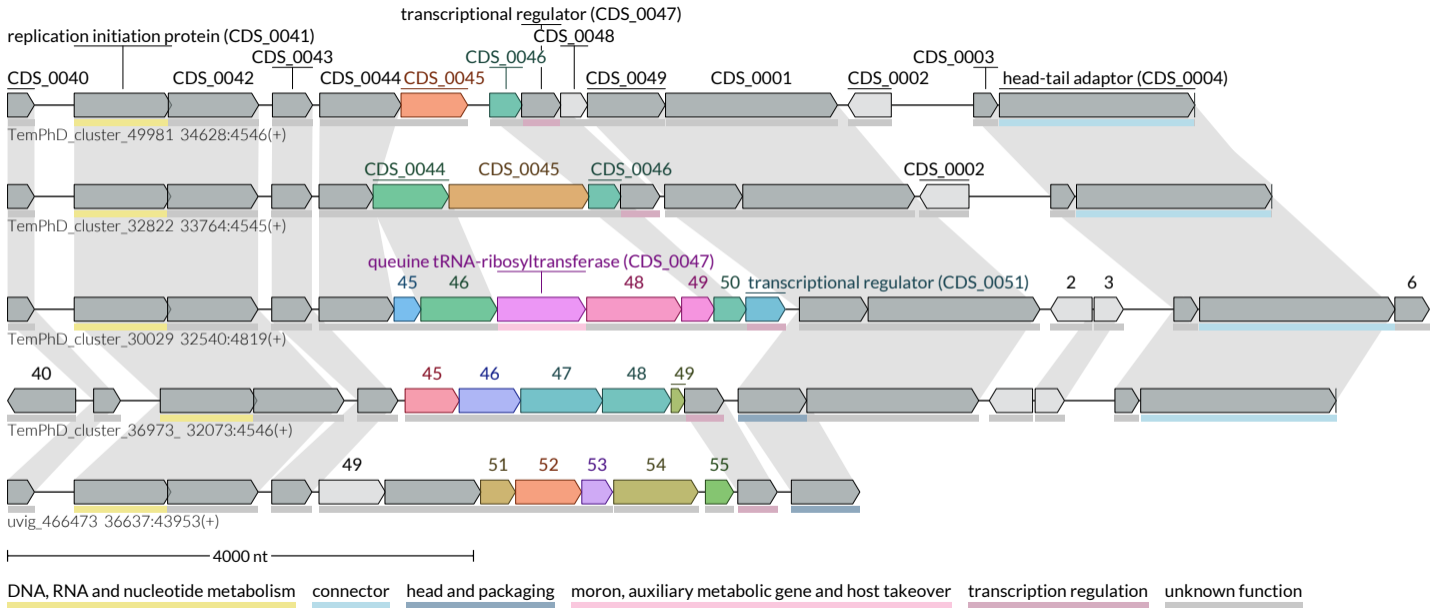 transcriptional regulator (CDS_0047)
replication initiation protein (CDS_0041)
CDS_0048
CDS_0043
CDS_0046
CDS_0003
CDS_0040
CDS_0042
CDS_0044
CDS_0045
CDS_0049
CDS_0001
CDS_0002
head-tail adaptor (CDS_0004)
TemPhD_cluster_49981 34628:4546(+)
CDS_0044
CDS_0045
CDS_0046
CDS_0002
TemPhD_cluster_32822 33764:4545(+)
queuine tRNA-ribosyltransferase (CDS_0047)
45
46
48
49
50
transcriptional regulator (CDS_0051)
2
3
6
TemPhD_cluster_30029 32540:4819(+)
40
45
46
47
48
49
TemPhD_cluster_36973_ 32073:4546(+)
49
51
52
53
54
55
uvig_466473 36637:43953(+)
4000 nt
DNA, RNA and nucleotide metabolism
connector
head and packaging
moron, auxiliary metabolic gene and host takeover
transcription regulation
unknown function